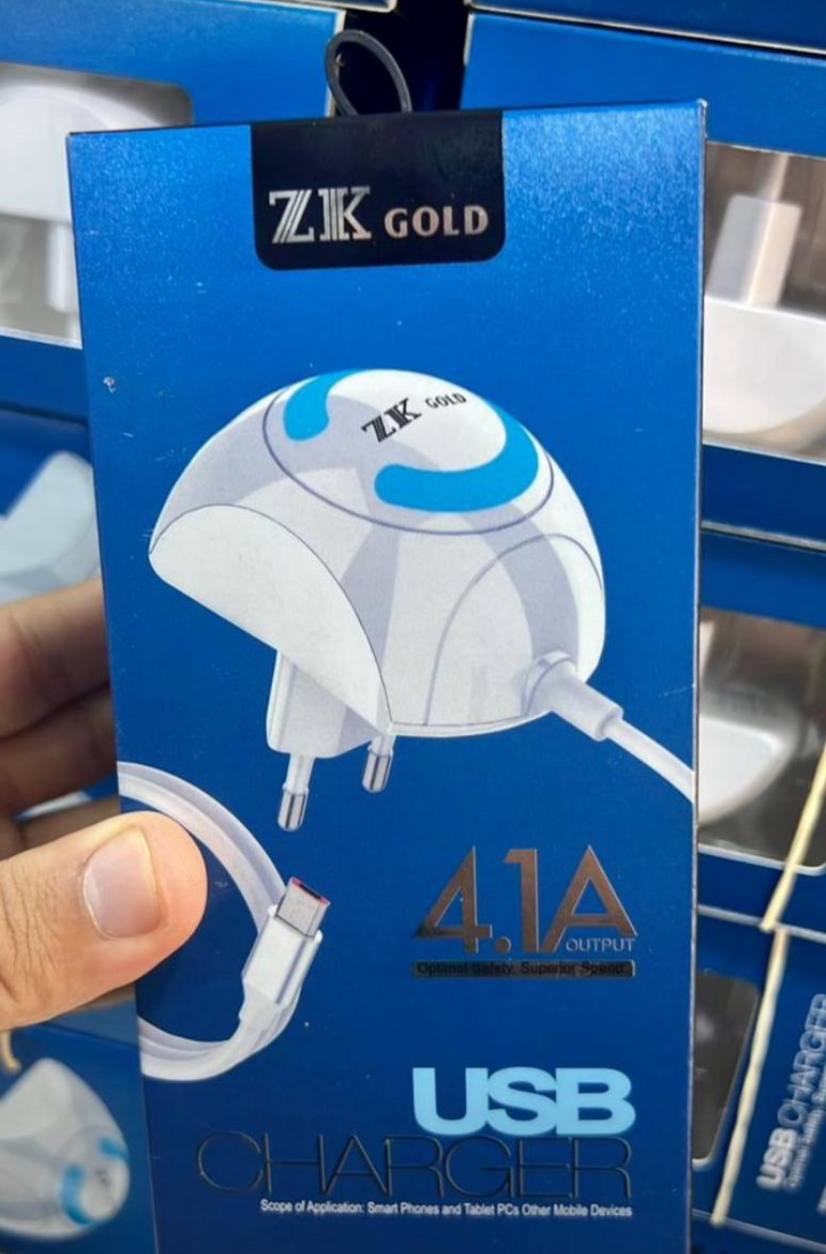 ZK GOLD
ZK GOLD
4.1A
OUTPUT
Optimal Safety, Superior Speed.
USB
CHARGER
Scope of Application: Smart Phones and Tablet PCs Other Mobile Devices
USB CHARGER